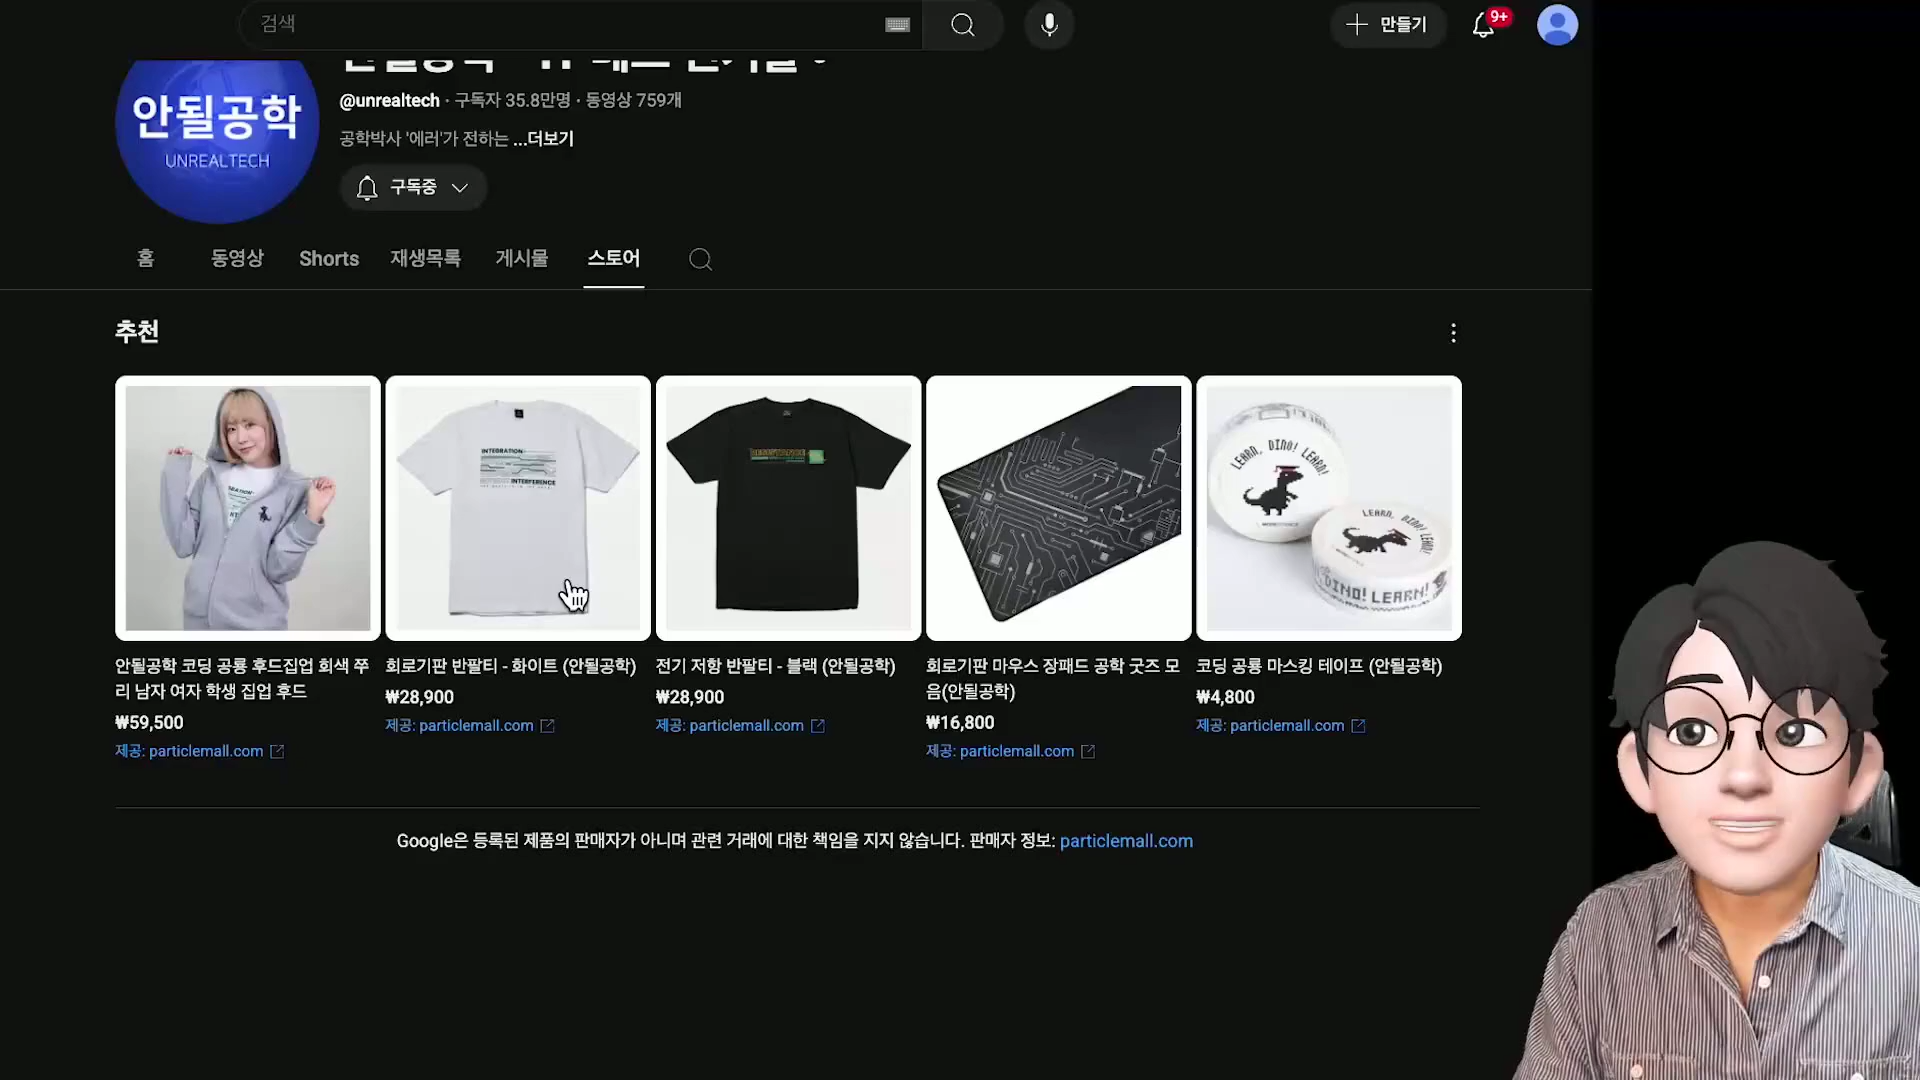 검색
만들기
9+
안될공학
UNREALTECH
@unrealtech · 구독자 35.8만명 · 동영상 759개
공학박사 '에러'가 전하는 ...더보기
구독중
홈
동영상
Shorts
재생목록
게시물
스토어
추천
INTEGRATION
INTERFERENCE
LEARN, DINO! LEARN!
LEARN, DINO! LEARN!
DINO! LEARN!
안될공학 코딩 공룡 후드집업 회색 쭈
리 남자 여자 학생 집업 후드
₩59,500
제공: particlemall.com
회로기판 반팔티 - 화이트 (안될공학)
₩28,900
제공: particlemall.com
전기 저항 반팔티 - 블랙 (안될공학)
₩28,900
제공: particlemall.com
회로기판 마우스 장패드 공학 굿즈 모
음(안될공학)
₩16,800
제공: particlemall.com
코딩 공룡 마스킹 테이프 (안될공학)
₩4,800
제공: particlemall.com
Google은 등록된 제품의 판매자가 아니며 관련 거래에 대한 책임을 지지 않습니다. 판매자 정보: particlemall.com